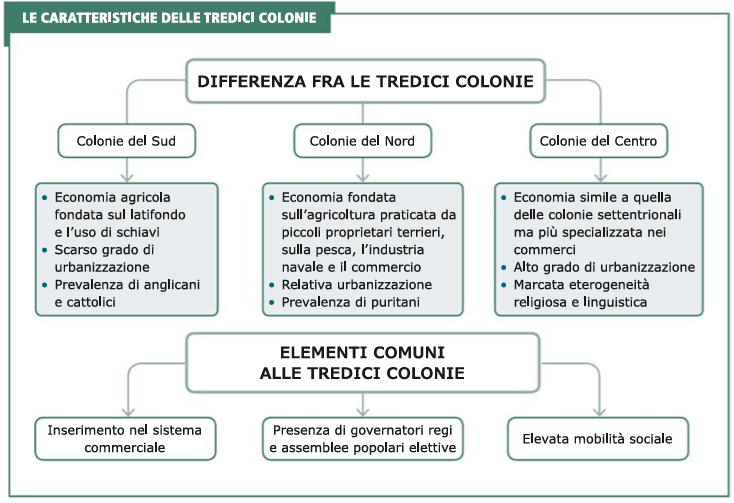 LE CARATTERISTICHE DELLE TREDICI COLONIE
DIFFERENZA FRA LE TREDICI COLONIE
Colonie del Sud
• Economia agricola
fondata sul latifondo
e l'uso di schiavi
• Scarso grado di
urbanizzazione
• Prevalenza di anglicani
e cattolici
Colonie del Nord
• Economia fondata
sull'agricoltura praticata da
piccoli proprietari terrieri,
sulla pesca, l'industria
navale e il commercio
• Relativa urbanizzazione
• Prevalenza di puritani
Colonie del Centro
• Economia simile a quella
delle colonie settentrionali
ma più specializzata nei
commerci
• Alto grado di urbanizzazione
• Marcata eterogeneità
religiosa e linguistica
ELEMENTI COMUNI
ALLE TREDICI COLONIE
Inserimento nel sistema
commerciale
Presenza di governatori regi
e assemblee popolari elettive
Elevata mobilità sociale